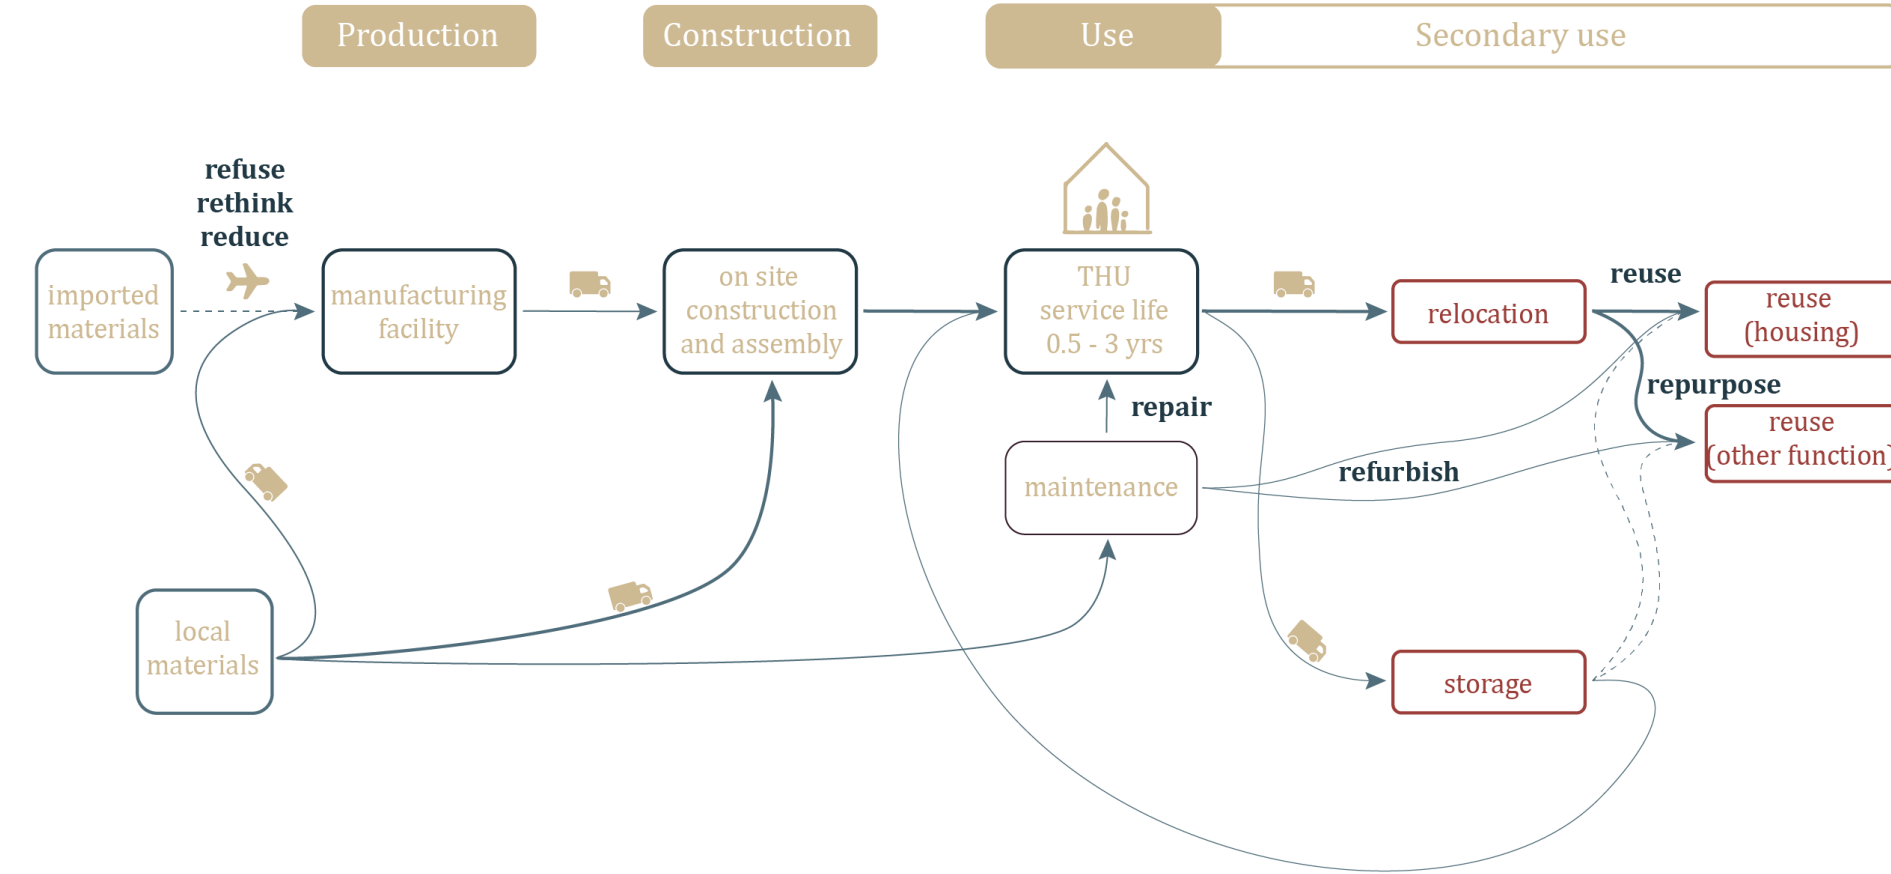 Production
Construction
Use
Secondary use
refuse
rethink
reduce
imported
materials
manufacturing
facility
on site
construction
and assembly
THU
service life
0.5 - 3 yrs
relocation
reuse
reuse
(housing)
repurpose
reuse
(other function)
repair
maintenance
refurbish
local
materials
storage